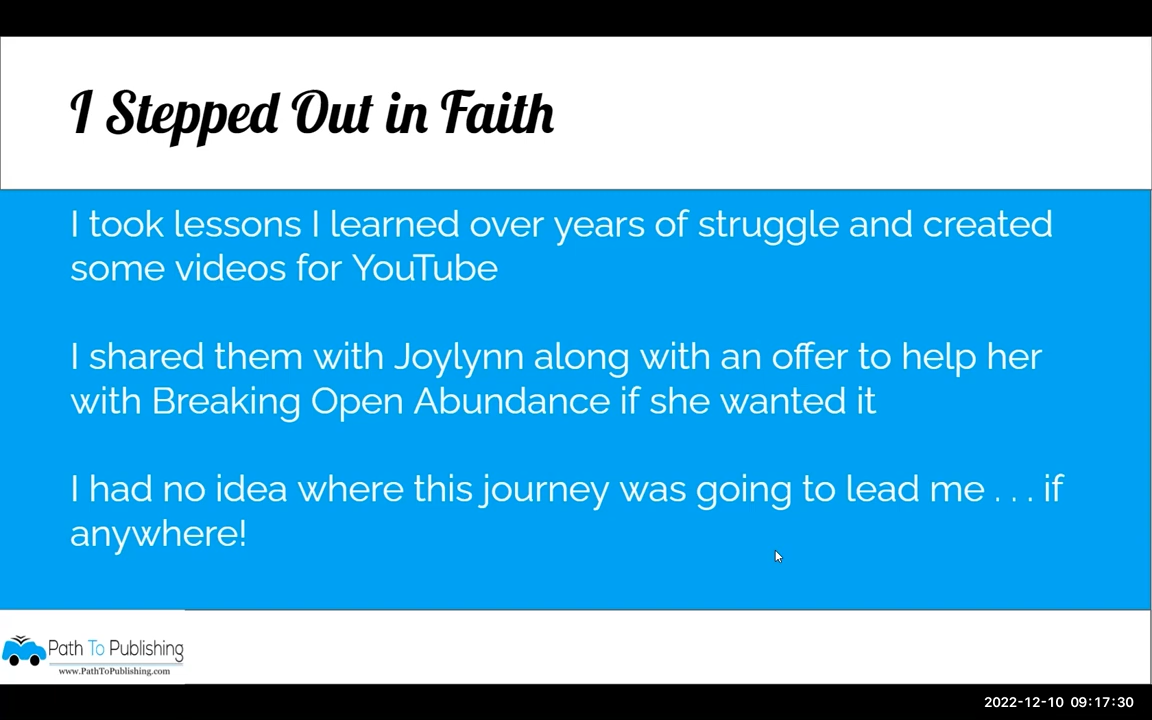 I Stepped Out in Faith
I took lessons I learned over years of struggle and created
some videos for YouTube
I shared them with Joylynn along with an offer to help her
with Breaking Open Abundance if she wanted it
I had no idea where this journey was going to lead me . . . if
anywhere!
Path To Publishing
www.PathToPublishing.com
2022-12-10 09:17:30